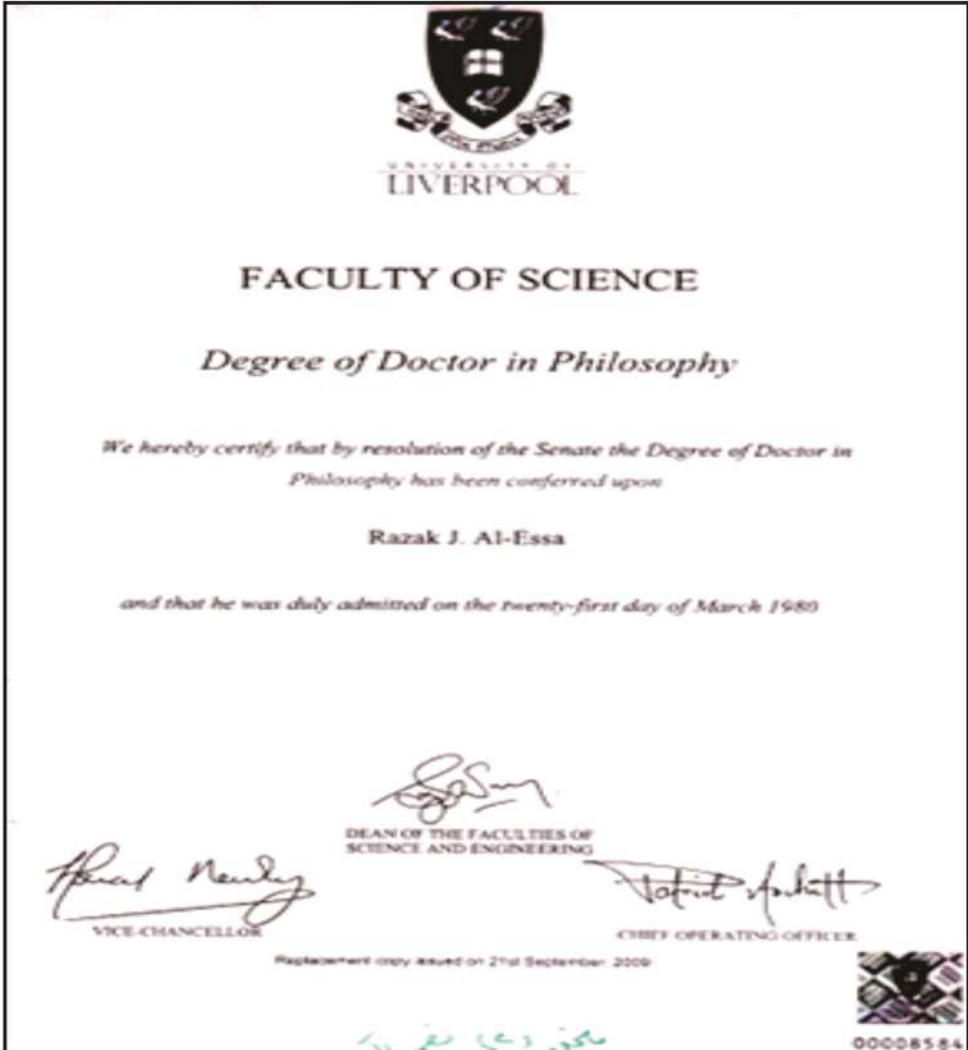 UNIVERSITY OF
LIVERPOOL
FACULTY OF SCIENCE
Degree of Doctor in Philosophy
We hereby certify that by resolution of the Senate the Degree of Doctor in
Philosophy has been conferred upon
Razak J. Al-Essa
and that he was duly admitted on the twenty-first day of March 1980
DEAN OF THE FACULTIES OF
SCIENCE AND ENGINEERING
VICE-CHANCELLOR
CHIEF OPERATING OFFICER
Replacement copy issued on 21st September, 2009
00008584